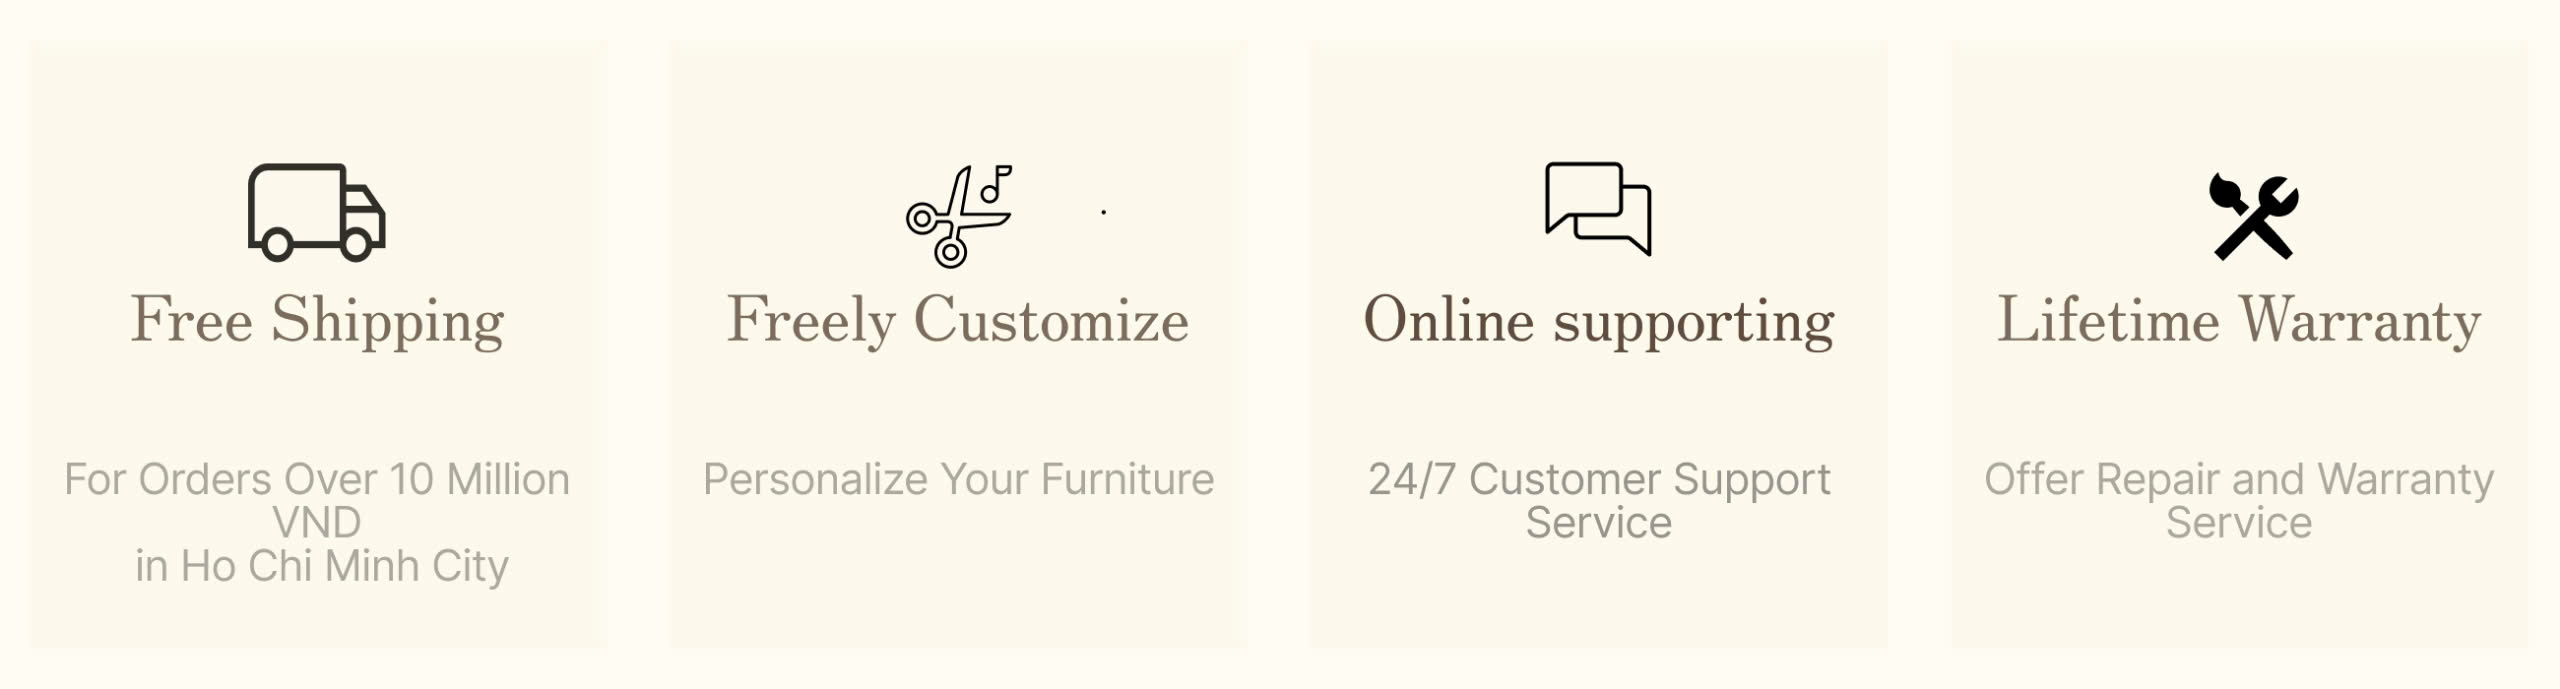 Free Shipping
For Orders Over 10 Million
VND
in Ho Chi Minh City
Freely Customize
Personalize Your Furniture
Online supporting
24/7 Customer Support
Service
Lifetime Warranty
Offer Repair and Warranty
Service